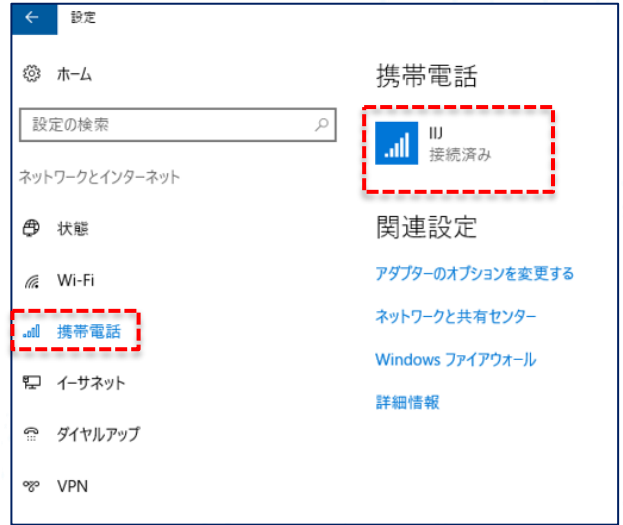 設定
ホーム
設定の検索
ネットワークとインターネット
状態
Wi-Fi
携帯電話
イーサネット
ダイヤルアップ
VPN
携帯電話
IIJ
接続済み
関連設定
アダプターのオプションを変更する
ネットワークと共有センター
Windows ファイアウォール
詳細情報